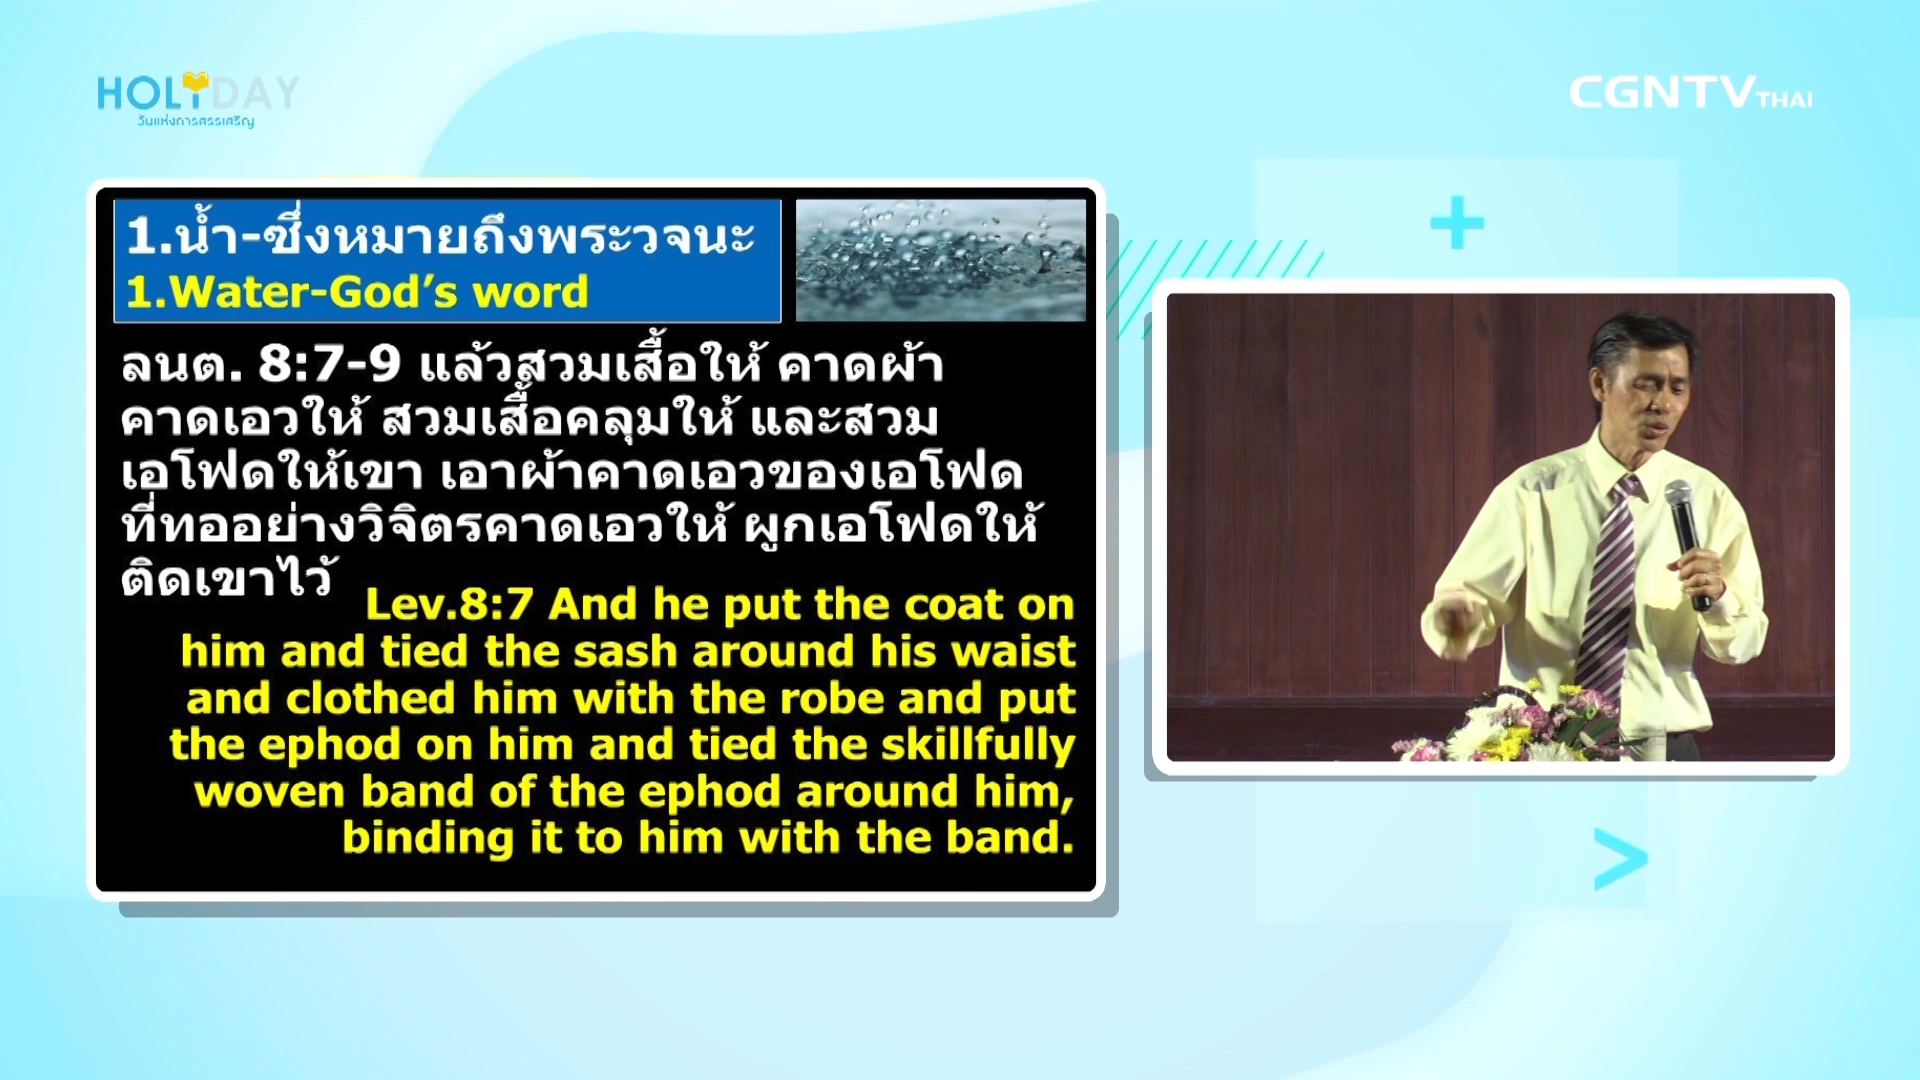 HOLYDAY
วันแห่งการสรรเสริญ
CGNTV THAI
1.น้ำ-ซึ่งหมายถึงพระวจนะ
1.Water-God’s word
ลนต. 8:7-9 แล้วสวมเสื้อให้ คาดผ้า
คาดเอวให้ สวมเสื้อคลุมให้ และสวม
เอโฟดให้เขา เอาผ้าคาดเอวของเอโฟด
ที่ทออย่างวิจิตรคาดเอวให้ ผูกเอโฟดให้
ติดเขาไว้
Lev.8:7 And he put the coat on
him and tied the sash around his waist
and clothed him with the robe and put
the ephod on him and tied the skillfully
woven band of the ephod around him,
binding it to him with the band.